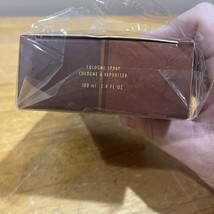 COLOGNE SPRAY
COLOGNE A VAPORISER
100 ml 3.4 FL OZ